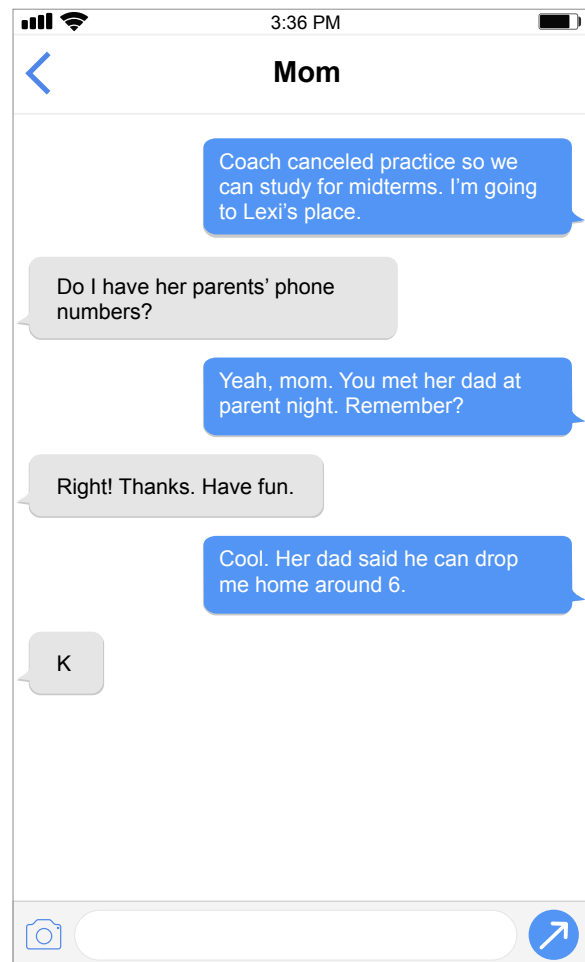 3:36 PM
Mom
Coach canceled practice so we
can study for midterms. I’m going
to Lexi’s place.
Do I have her parents’ phone
numbers?
Yeah, mom. You met her dad at
parent night. Remember?
Right! Thanks. Have fun.
Cool. Her dad said he can drop
me home around 6.
K